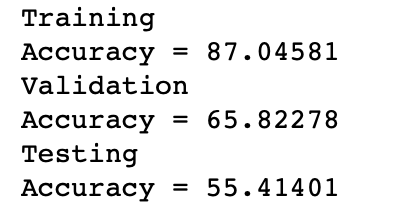 Training
Accuracy = 87.04581
Validation
Accuracy = 65.82278
Testing
Accuracy = 55.41401